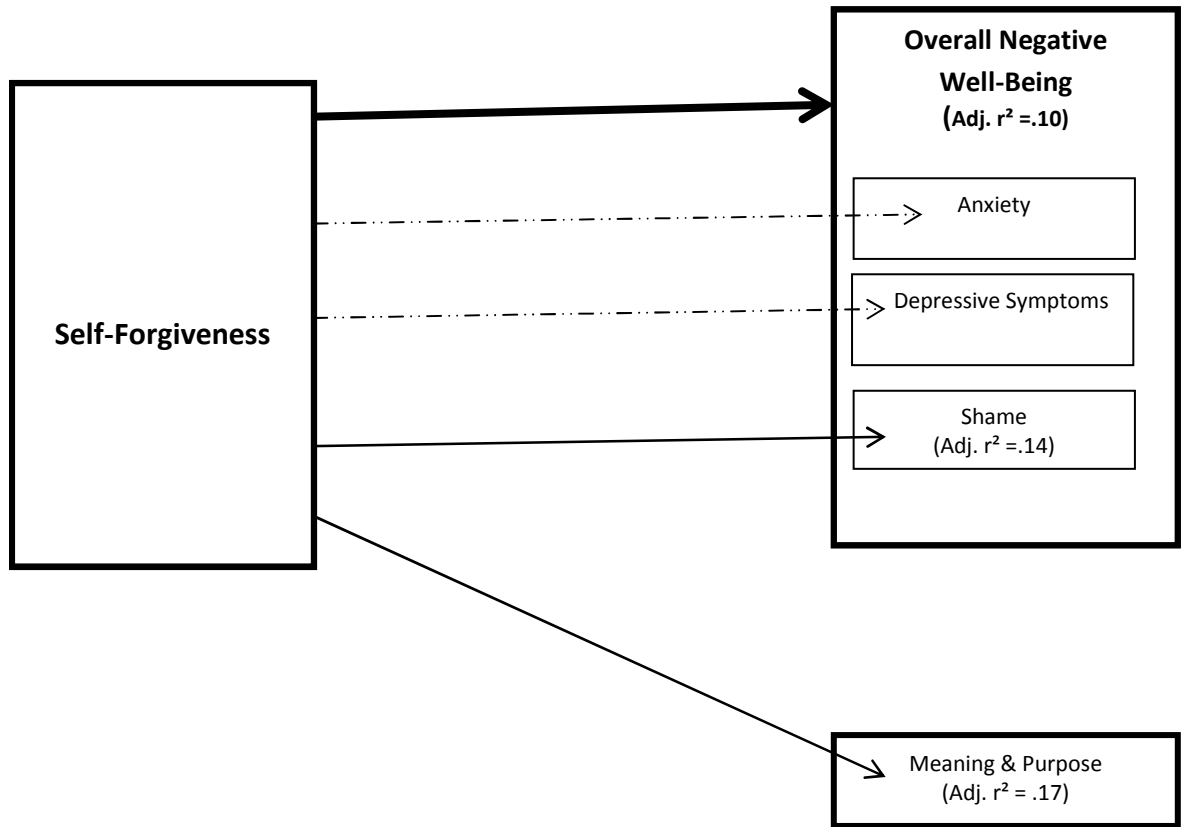 Self-Forgiveness
Overall Negative
Well-Being
(Adj. r² =.10)
Anxiety
Depressive Symptoms
Shame
(Adj. r² =.14)
Meaning & Purpose
(Adj. r² = .17)